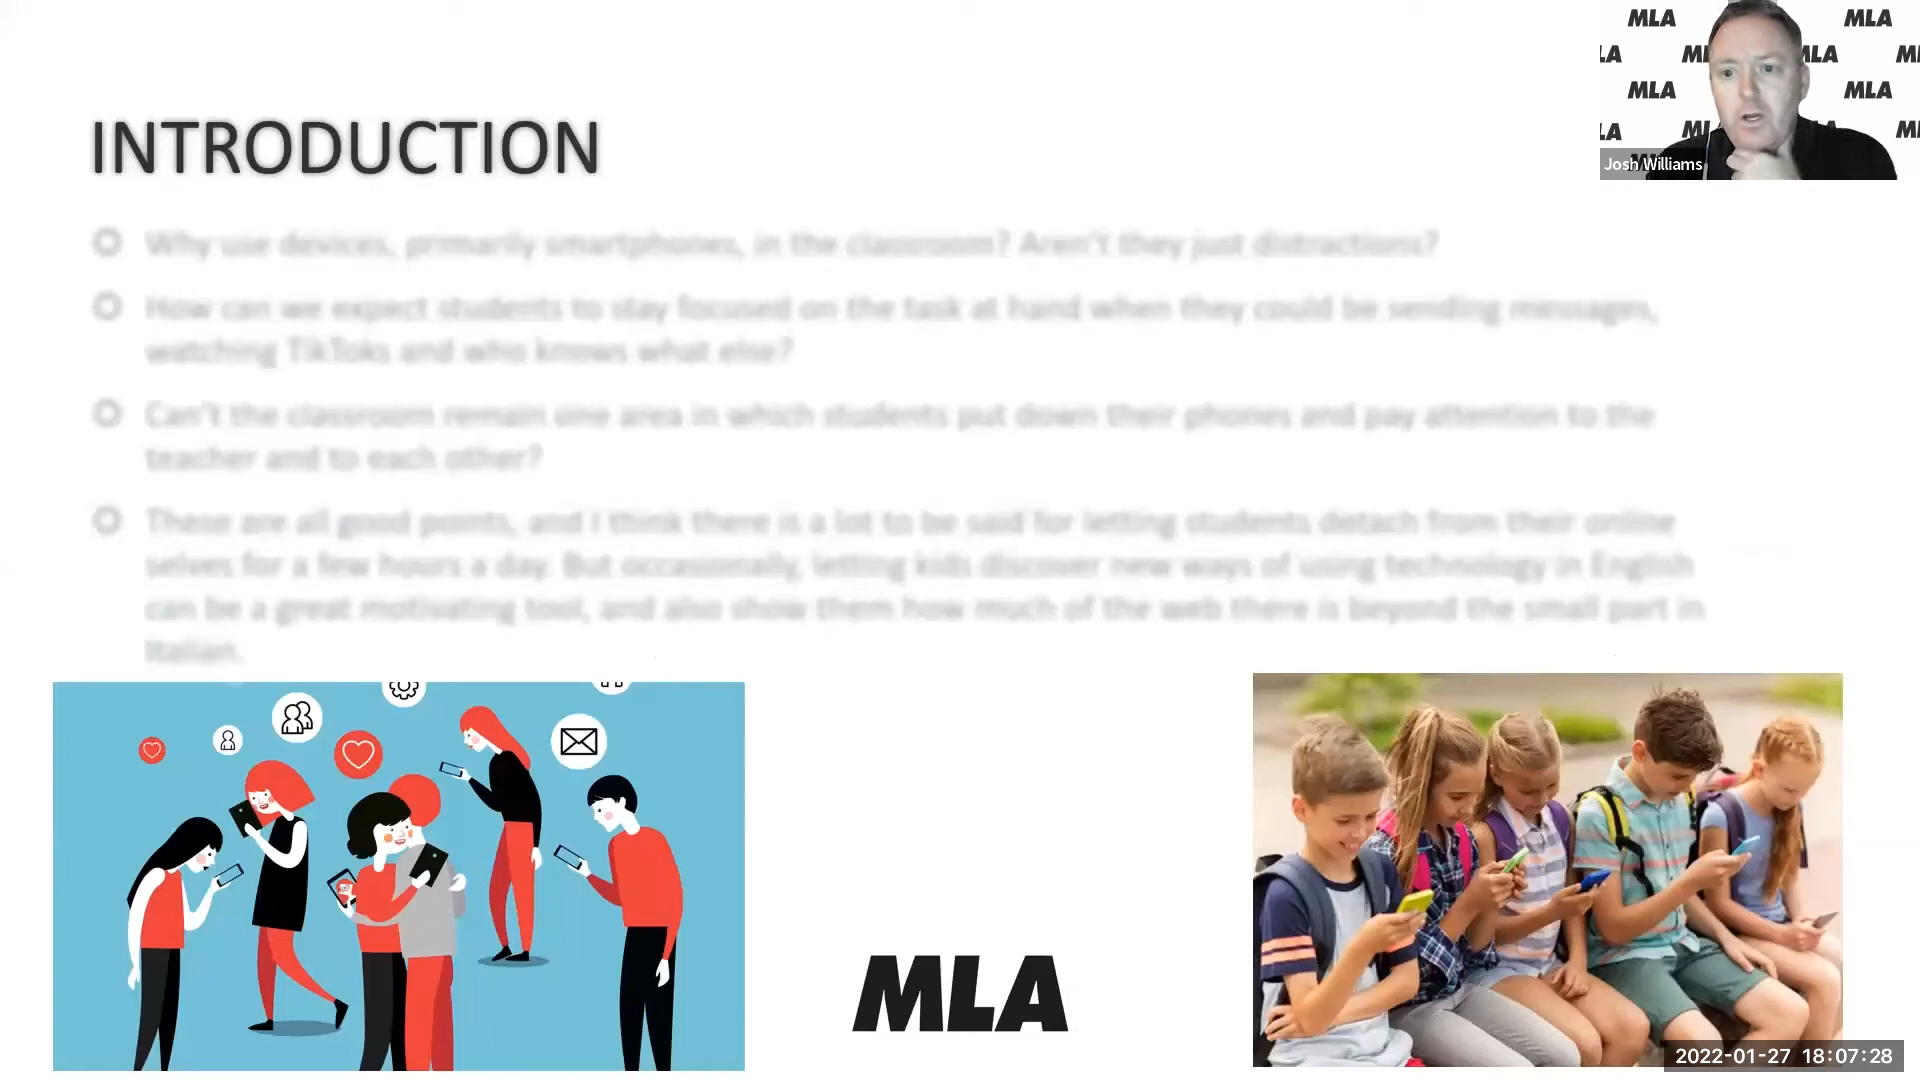 MLA MLA
LA MLA M
MLA MLA
LA M
Josh Williams
INTRODUCTION
Why use devices, primarily smartphones, in the classroom? Aren't they just distractions?
How can we expect students to stay focused on the task at hand when they could be sending messages,
watching TikToks and who knows what else?
Can't the classroom remain one area in which students put down their phones and pay attention to the
teacher and to each other?
These are all good points, and I think there is a lot to be said for letting students detach from their online
selves for a few hours a day. But occasionally, letting kids discover new ways of using technology in English
can be a great motivating tool, and also show them how much of the web there is beyond the small part in
Italian.
MLA
2022-01-27 18:07:28